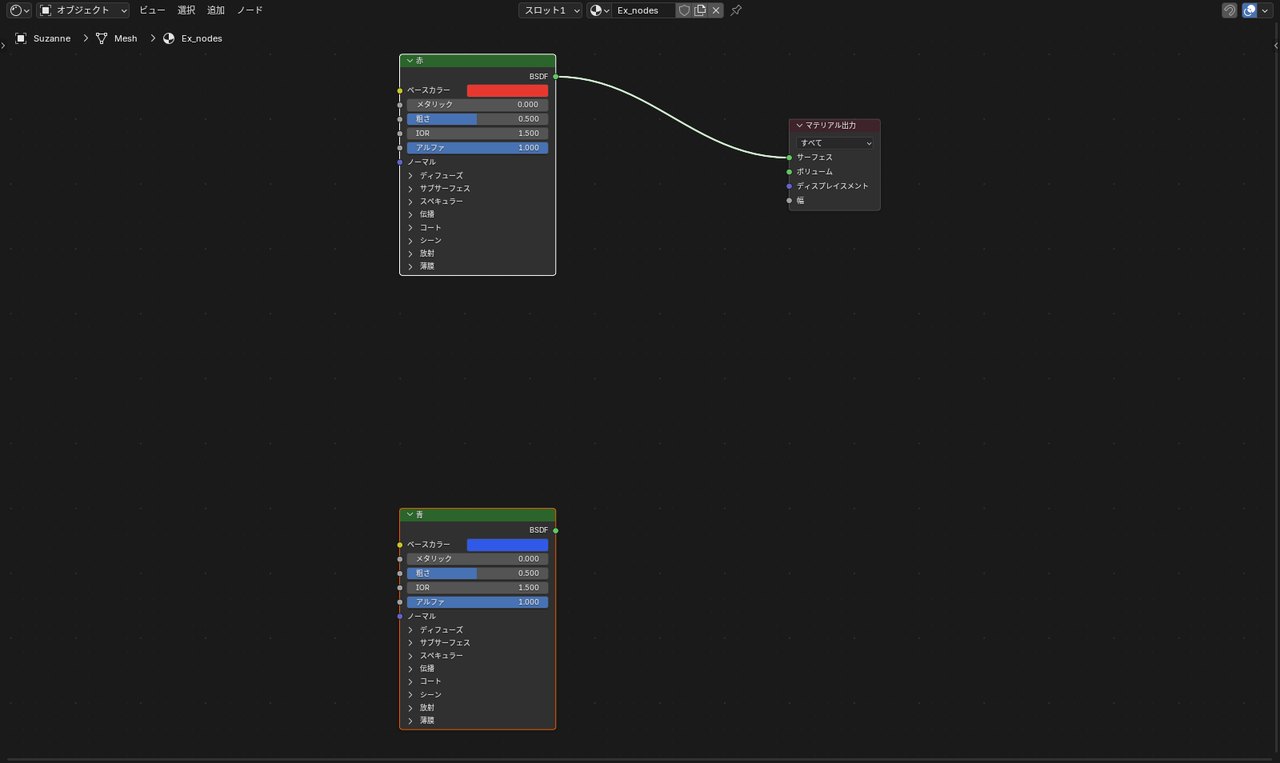 オブジェクト ビュー 選択 追加 ノード スロット1 Ex_nodes
Suzanne Mesh Ex_nodes
赤
BSDF
ベースカラー
メタリック 0.000
粗さ 0.500
IOR 1.500
アルファ 1.000
ノーマル
ディフューズ
サブサーフェス
スペキュラー
伝播
コート
シーン
放射
薄膜
マテリアル出力
すべて
サーフェス
ボリューム
ディスプレイスメント
幅
青
BSDF
ベースカラー
メタリック 0.000
粗さ 0.500
IOR 1.500
アルファ 1.000
ノーマル
ディフューズ
サブサーフェス
スペキュラー
伝播
コート
シーン
放射
薄膜